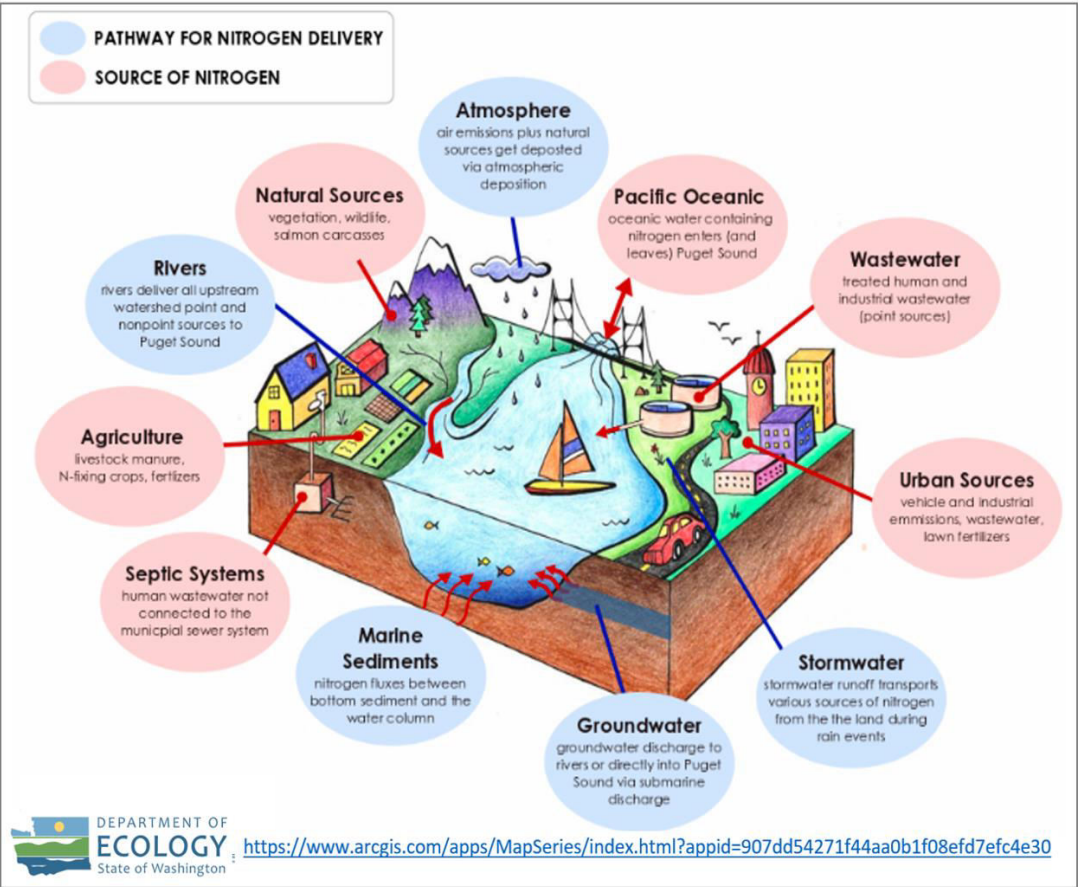 PATHWAY FOR NITROGEN DELIVERY
SOURCE OF NITROGEN
Atmosphere
air emissions plus natural
sources get deposited
via atmospheric
deposition
Natural Sources
vegetation, wildlife,
salmon carcasses
Pacific Oceanic
oceanic water containing
nitrogen enters (and
leaves) Puget Sound
Rivers
rivers deliver all upstream
watershed point and
nonpoint sources to
Puget Sound
Wastewater
treated human and
industrial wastewater
(point sources)
Agriculture
livestock manure,
N-fixing crops, fertlizers
Urban Sources
vehicle and industrial
emmissions, wastewater,
lawn fertilizers
Septic Systems
human wastewater not
connected to the
municpial sewer system
Marine
Sediments
nitrogen fluxes between
bottom sediment and the
water column
Stormwater
stormwater runoff transports
various sources of nitrogen
from the the land during
rain events
Groundwater
groundwater discharge to
rivers or directly into Puget
Sound via submarine
discharge
DEPARTMENT OF
ECOLOGY
State of Washington
: https://www.arcgis.com/apps/MapSeries/index.html?appid=907dd54271f44aa0b1f08efd7efc4e30